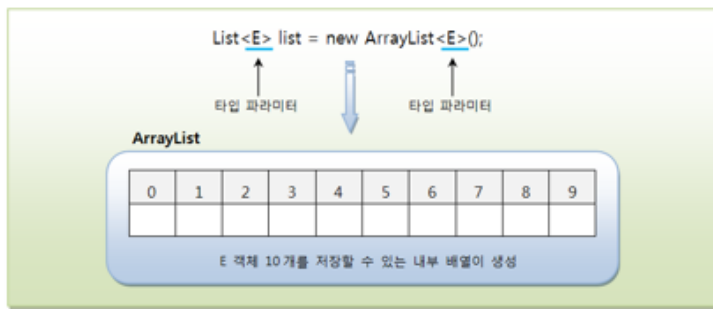 List<E> list = new ArrayList<E>();
타입 파라미터 타입 파라미터
ArrayList
0 1 2 3 4 5 6 7 8 9
E 객체 10개를 저장할 수 있는 내부 배열이 생성